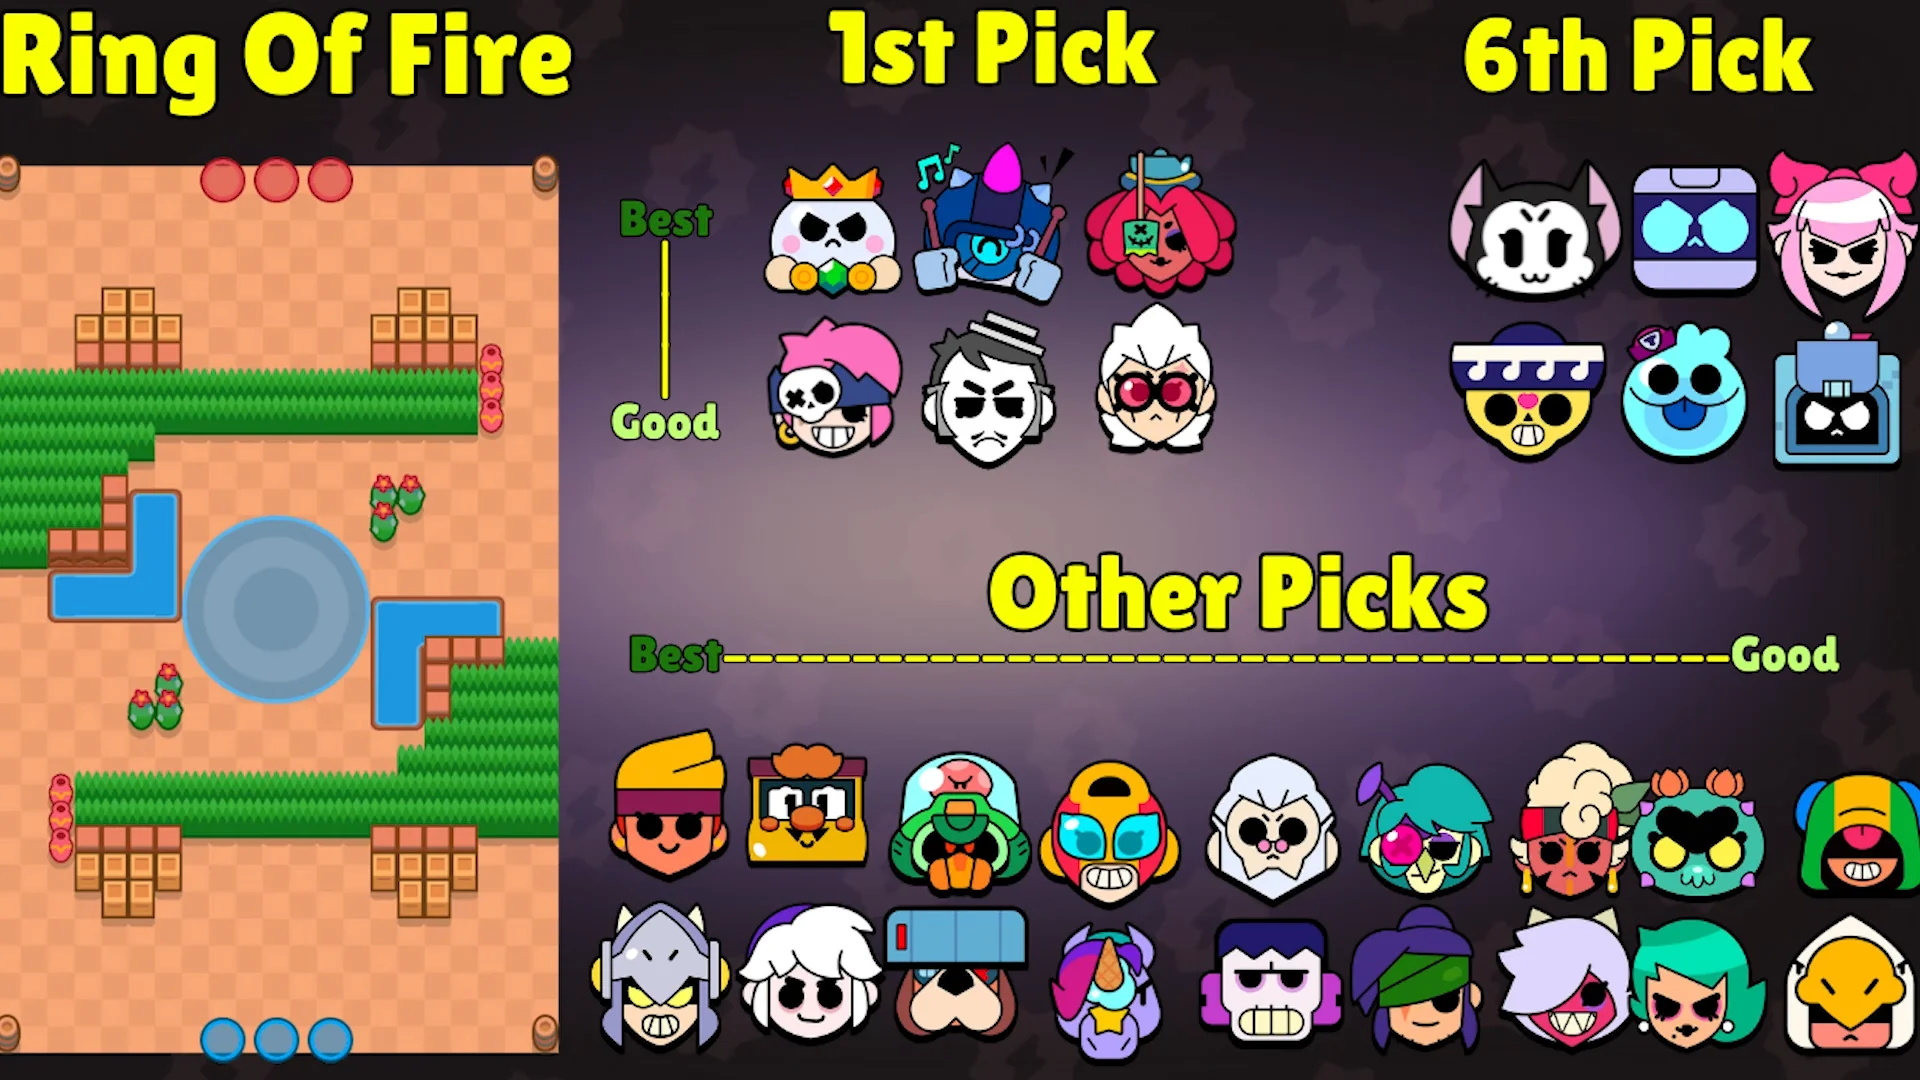 Ring Of Fire
1st Pick
6th Pick
Best
Good
Other Picks
Best
Good